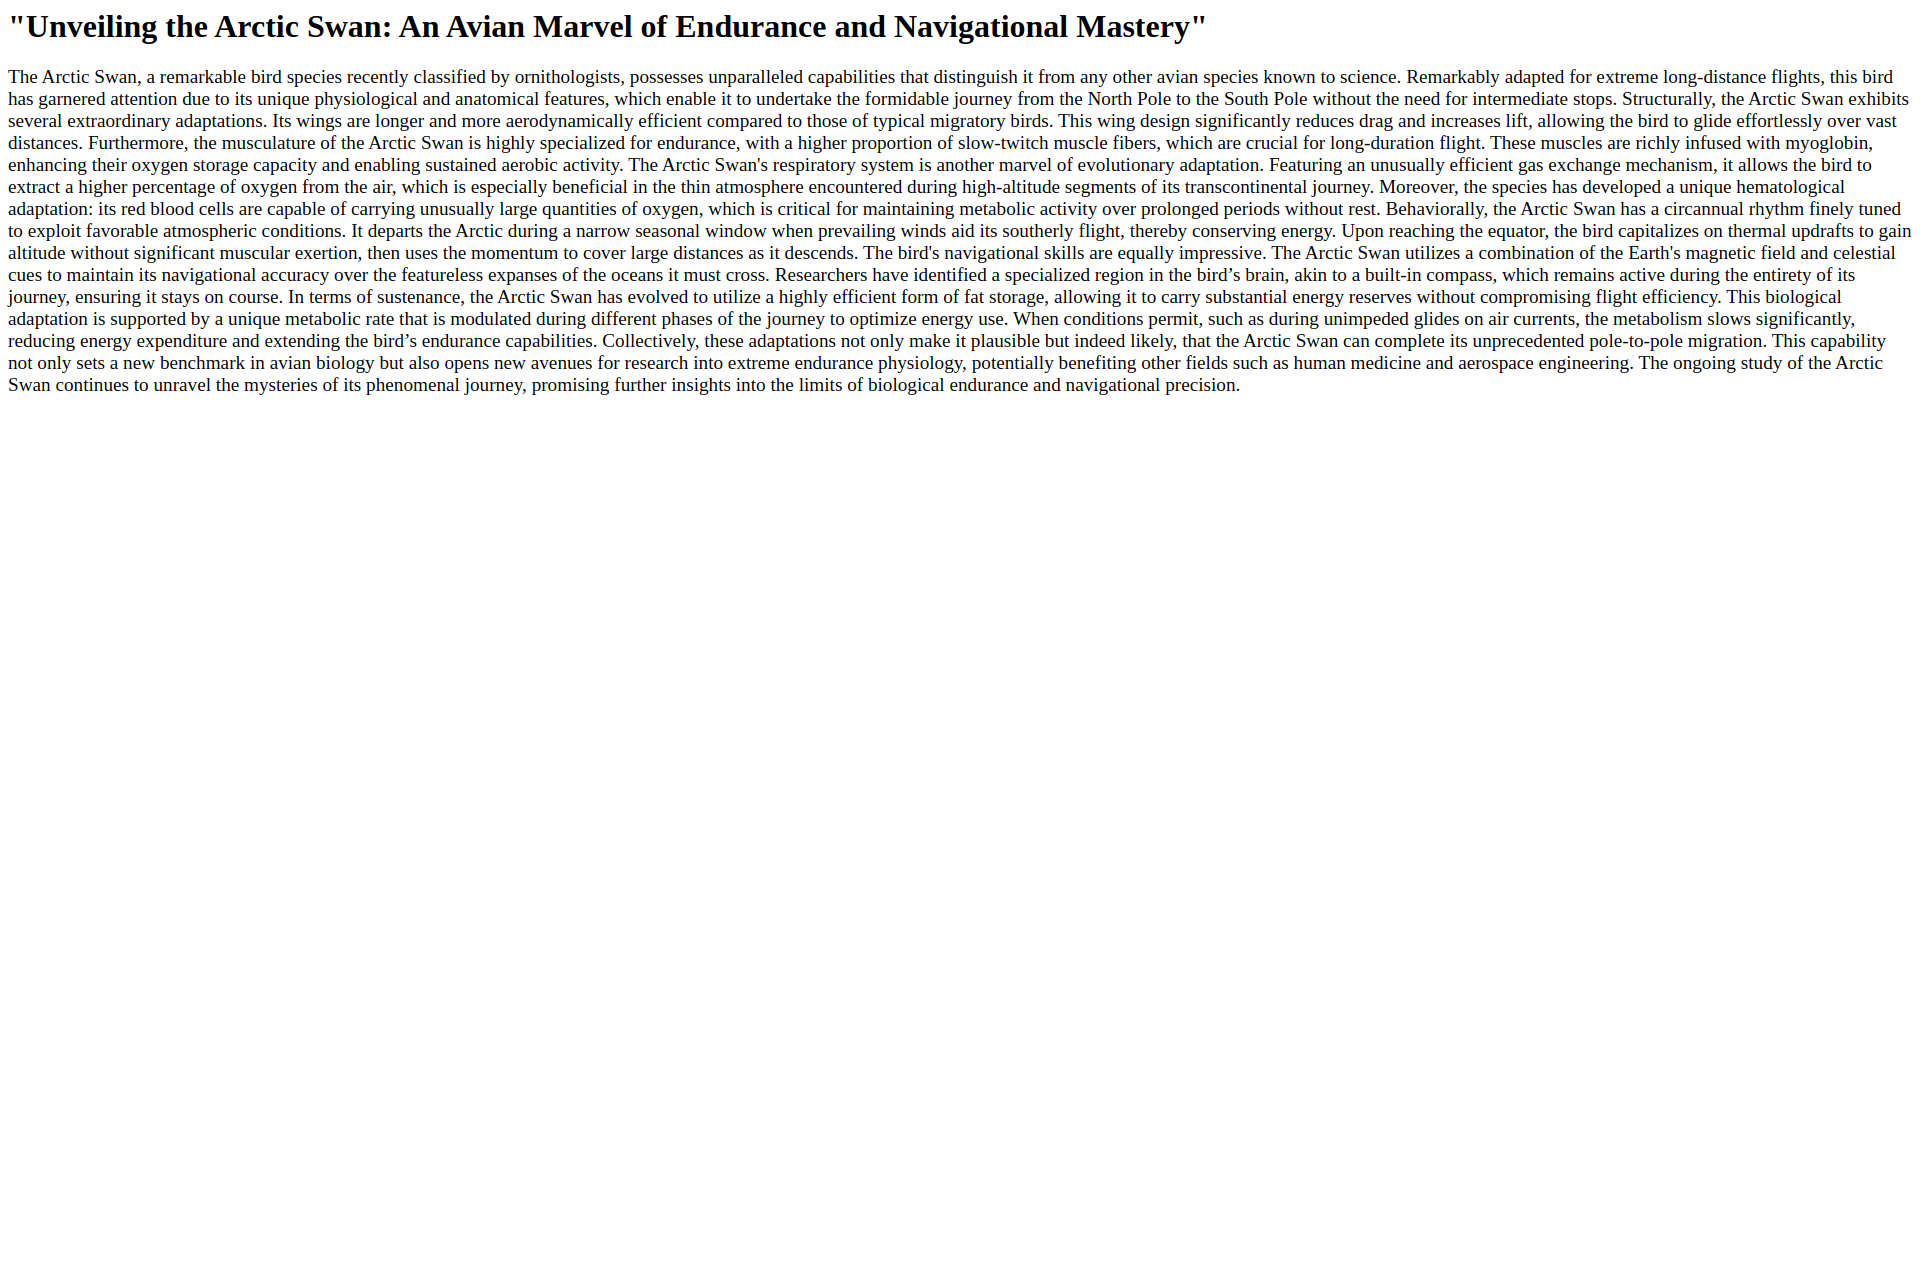 "Unveiling the Arctic Swan: An Avian Marvel of Endurance and Navigational Mastery"
The Arctic Swan, a remarkable bird species recently classified by ornithologists, possesses unparalleled capabilities that distinguish it from any other avian species known to science. Remarkably adapted for extreme long-distance flights, this bird
has garnered attention due to its unique physiological and anatomical features, which enable it to undertake the formidable journey from the North Pole to the South Pole without the need for intermediate stops. Structurally, the Arctic Swan exhibits
several extraordinary adaptations. Its wings are longer and more aerodynamically efficient compared to those of typical migratory birds. This wing design significantly reduces drag and increases lift, allowing the bird to glide effortlessly over vast
distances. Furthermore, the musculature of the Arctic Swan is highly specialized for endurance, with a higher proportion of slow-twitch muscle fibers, which are crucial for long-duration flight. These muscles are richly infused with myoglobin,
enhancing their oxygen storage capacity and enabling sustained aerobic activity. The Arctic Swan's respiratory system is another marvel of evolutionary adaptation. Featuring an unusually efficient gas exchange mechanism, it allows the bird to
extract a higher percentage of oxygen from the air, which is especially beneficial in the thin atmosphere encountered during high-altitude segments of its transcontinental journey. Moreover, the species has developed a unique hematological
adaptation: its red blood cells are capable of carrying unusually large quantities of oxygen, which is critical for maintaining metabolic activity over prolonged periods without rest. Behaviorally, the Arctic Swan has a circannual rhythm finely tuned
to exploit favorable atmospheric conditions. It departs the Arctic during a narrow seasonal window when prevailing winds aid its southerly flight, thereby conserving energy. Upon reaching the equator, the bird capitalizes on thermal updrafts to gain
altitude without significant muscular exertion, then uses the momentum to cover large distances as it descends. The bird's navigational skills are equally impressive. The Arctic Swan utilizes a combination of the Earth's magnetic field and celestial
cues to maintain its navigational accuracy over the featureless expanses of the oceans it must cross. Researchers have identified a specialized region in the bird’s brain, akin to a built-in compass, which remains active during the entirety of its
journey, ensuring it stays on course. In terms of sustenance, the Arctic Swan has evolved to utilize a highly efficient form of fat storage, allowing it to carry substantial energy reserves without compromising flight efficiency. This biological
adaptation is supported by a unique metabolic rate that is modulated during different phases of the journey to optimize energy use. When conditions permit, such as during unimpeded glides on air currents, the metabolism slows significantly,
reducing energy expenditure and extending the bird’s endurance capabilities. Collectively, these adaptations not only make it plausible but indeed likely, that the Arctic Swan can complete its unprecedented pole-to-pole migration. This capability
not only sets a new benchmark in avian biology but also opens new avenues for research into extreme endurance physiology, potentially benefiting other fields such as human medicine and aerospace engineering. The ongoing study of the Arctic
Swan continues to unravel the mysteries of its phenomenal journey, promising further insights into the limits of biological endurance and navigational precision.